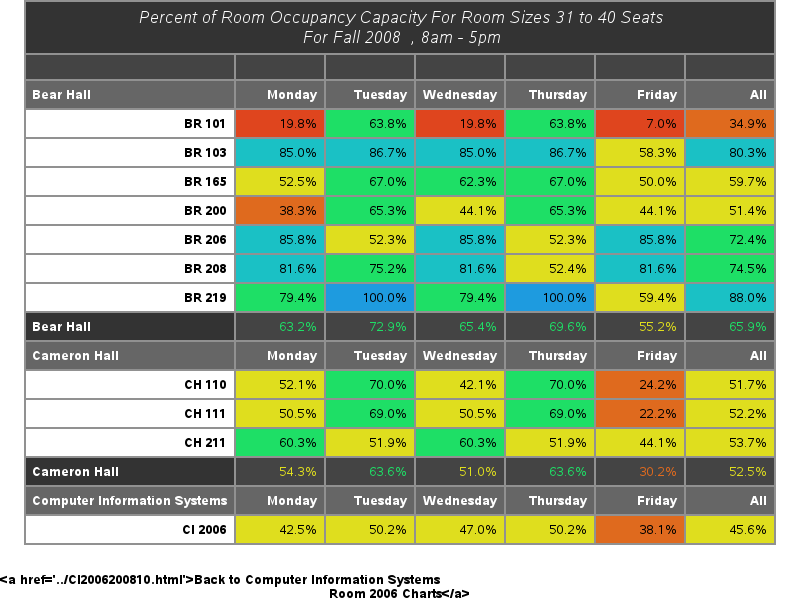 Percent of Room Occupancy Capacity For Room Sizes 31 to 40 Seats
For Fall 2008 , 8am - 5pm
Bear Hall Monday Tuesday Wednesday Thursday Friday All
BR 101 19.8% 63.8% 19.8% 63.8% 7.0% 34.9%
BR 103 85.0% 86.7% 85.0% 86.7% 58.3% 80.3%
BR 165 52.5% 67.0% 62.3% 67.0% 50.0% 59.7%
BR 200 38.3% 65.3% 44.1% 65.3% 44.1% 51.4%
BR 206 85.8% 52.3% 85.8% 52.3% 85.8% 72.4%
BR 208 81.6% 75.2% 81.6% 52.4% 81.6% 74.5%
BR 219 79.4% 100.0% 79.4% 100.0% 59.4% 88.0%
Bear Hall 63.2% 72.9% 65.4% 69.6% 55.2% 65.9%
Cameron Hall Monday Tuesday Wednesday Thursday Friday All
CH 110 52.1% 70.0% 42.1% 70.0% 24.2% 51.7%
CH 111 50.5% 69.0% 50.5% 69.0% 22.2% 52.2%
CH 211 60.3% 51.9% 60.3% 51.9% 44.1% 53.7%
Cameron Hall 54.3% 63.6% 51.0% 63.6% 30.2% 52.5%
Computer Information Systems Monday Tuesday Wednesday Thursday Friday All
CI 2006 42.5% 50.2% 47.0% 50.2% 38.1% 45.6%
<a href='../CI2006200810.html'>Back to Computer Information Systems
Room 2006 Charts</a>